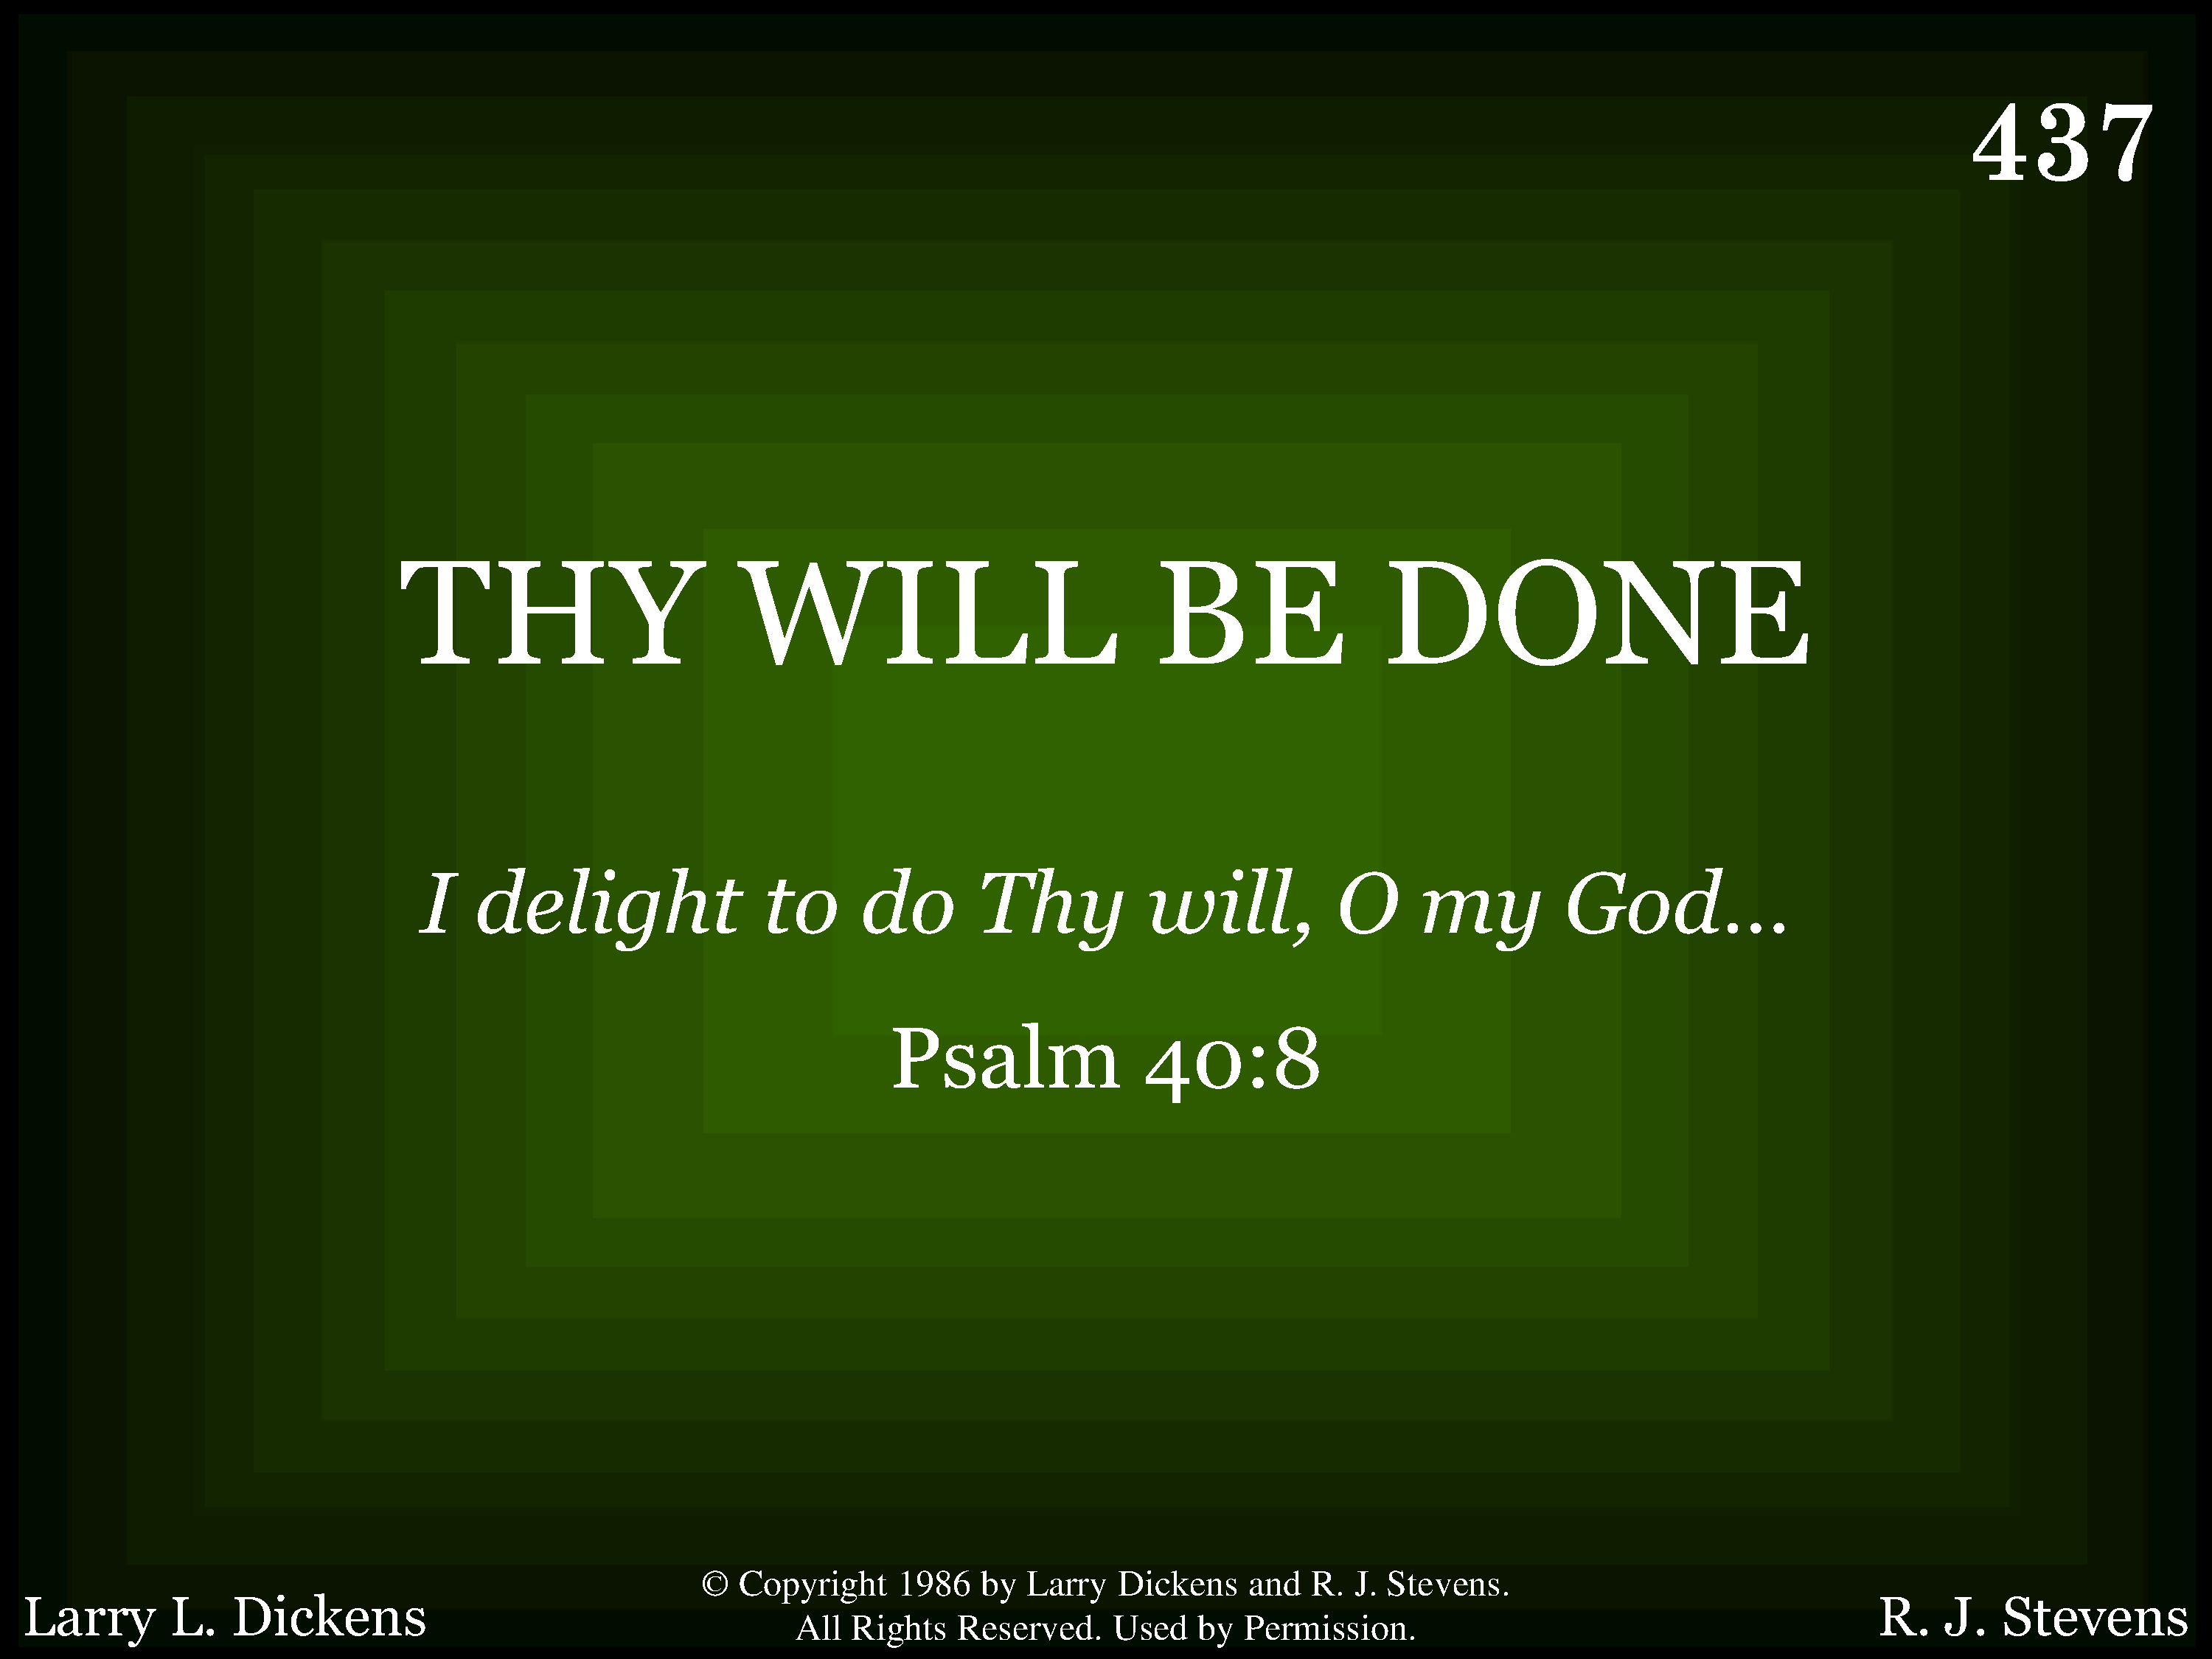 437
THY WILL BE DONE
I delight to do Thy will, O my God...
Psalm 40:8
© Copyright 1986 by Larry Dickens and R. J. Stevens.
All Rights Reserved. Used by Permission.
Larry L. Dickens
R. J. Stevens